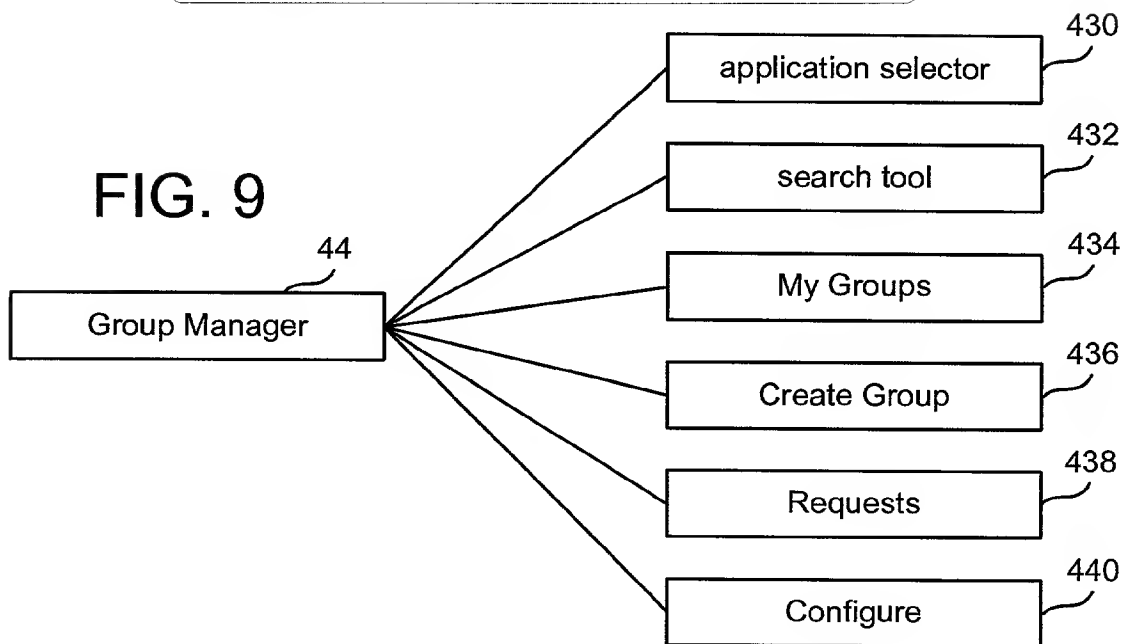 430
application selector
432
search tool
FIG. 9
44
434
Group Manager
My Groups
436
Create Group
438
Requests
440
Configure